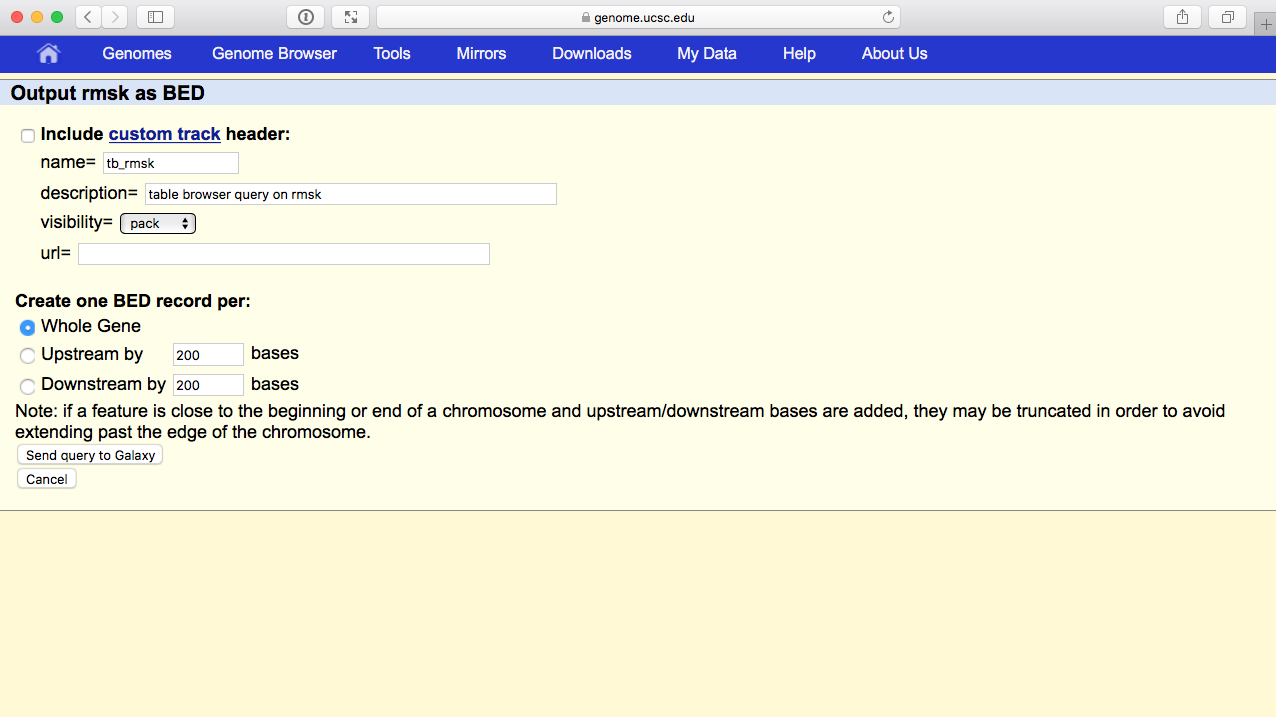 genome.ucsc.edu
Genomes Genome Browser Tools Mirrors Downloads My Data Help About Us
Output rmsk as BED
Include custom track header:
name= tb_rmsk
description= table browser query on rmsk
visibility= pack
url=
Create one BED record per:
Whole Gene
Upstream by 200 bases
Downstream by 200 bases
Note: if a feature is close to the beginning or end of a chromosome and upstream/downstream bases are added, they may be truncated in order to avoid
extending past the edge of the chromosome.
Send query to Galaxy
Cancel